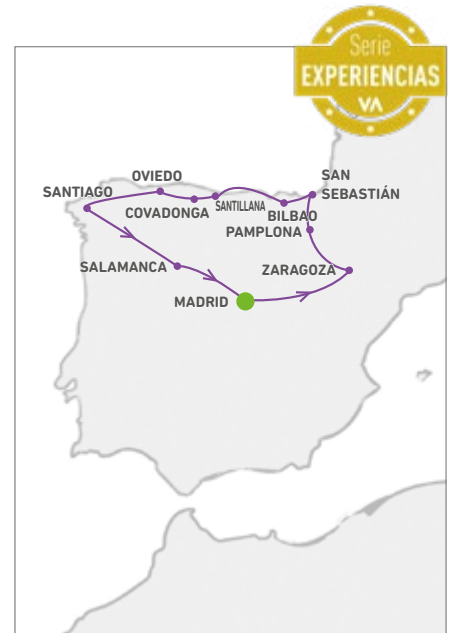 Serie
EXPERIENCIAS
VA
OVIEDO
SAN
SEBASTIÁN
SANTIAGO
COVADONGA
SANTILLANA
BILBAO
PAMPLONA
SALAMANCA
ZARAGOZA
MADRID